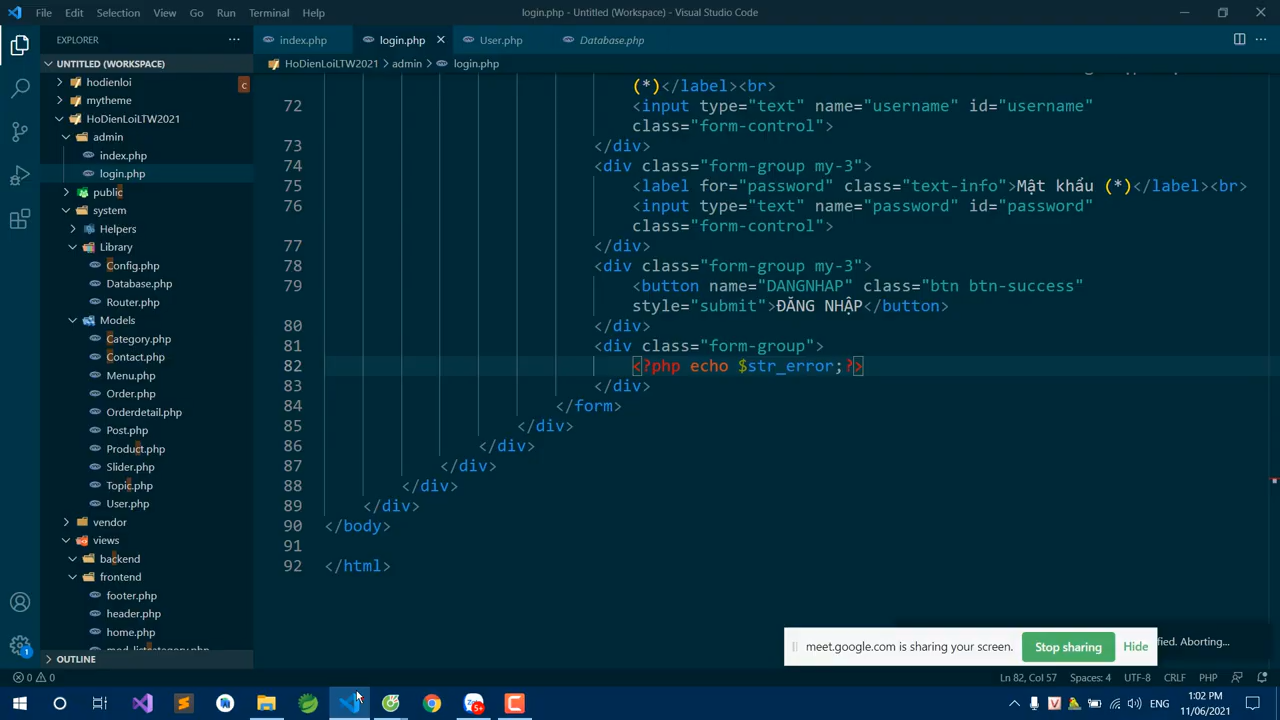 File Edit Selection View Go Run Terminal Help
login.php - Untitled (Workspace) - Visual Studio Code
EXPLORER
index.php
login.php
User.php
Database.php
UNTITLED (WORKSPACE)
HoDienLoiLTW2021 > admin > login.php
hodienloi
mytheme
HoDienLoiLTW2021
admin
index.php
login.php
public
system
Helpers
Library
Config.php
Database.php
Router.php
Models
Category.php
Contact.php
Menu.php
Order.php
Orderdetail.php
Post.php
Product.php
Slider.php
Topic.php
User.php
vendor
views
backend
frontend
footer.php
header.php
home.php
mod_listcategory.php
OUTLINE
(*)</label><br>
72 <input type="text" name="username" id="username"
class="form-control">
73 </div>
74 <div class="form-group my-3">
75 <label for="password" class="text-info">Mật khẩu (*)</label><br>
76 <input type="text" name="password" id="password"
class="form-control">
77 </div>
78 <div class="form-group my-3">
79 <button name="DANGNHAP" class="btn btn-success"
style="submit">ĐĂNG NHẬP</button>
80 </div>
81 <div class="form-group">
82 <?php echo $str_error;?>
83 </div>
84 </form>
85 </div>
86 </div>
87 </div>
88 </div>
89 </div>
90 </body>
91
92 </html>
meet.google.com is sharing your screen.
Stop sharing
Hide
Aborting...
0 0
Ln 82, Col 57 Spaces: 4 UTF-8 CRLF PHP
1:02 PM
11/06/2021